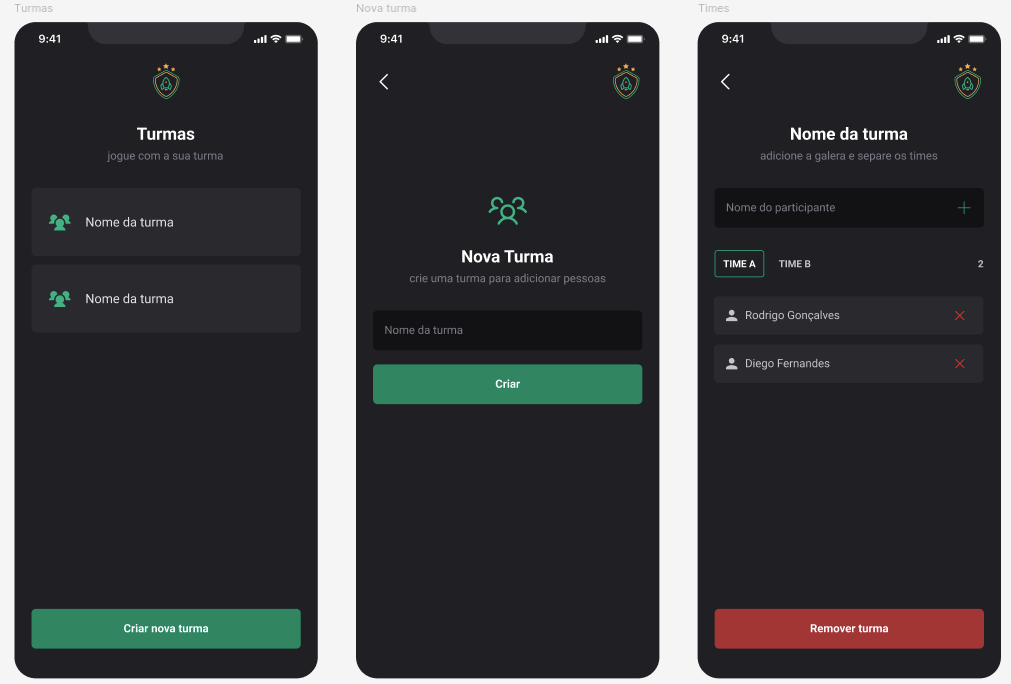 Turmas
9:41
Turmas
jogue com a sua turma
Nome da turma
Nome da turma
Criar nova turma
Nova turma
9:41
Nova Turma
crie uma turma para adicionar pessoas
Nome da turma
Criar
Times
9:41
Nome da turma
adicione a galera e separe os times
Nome do participante
TIME A TIME B 2
Rodrigo Gonçalves
Diego Fernandes
Remover turma